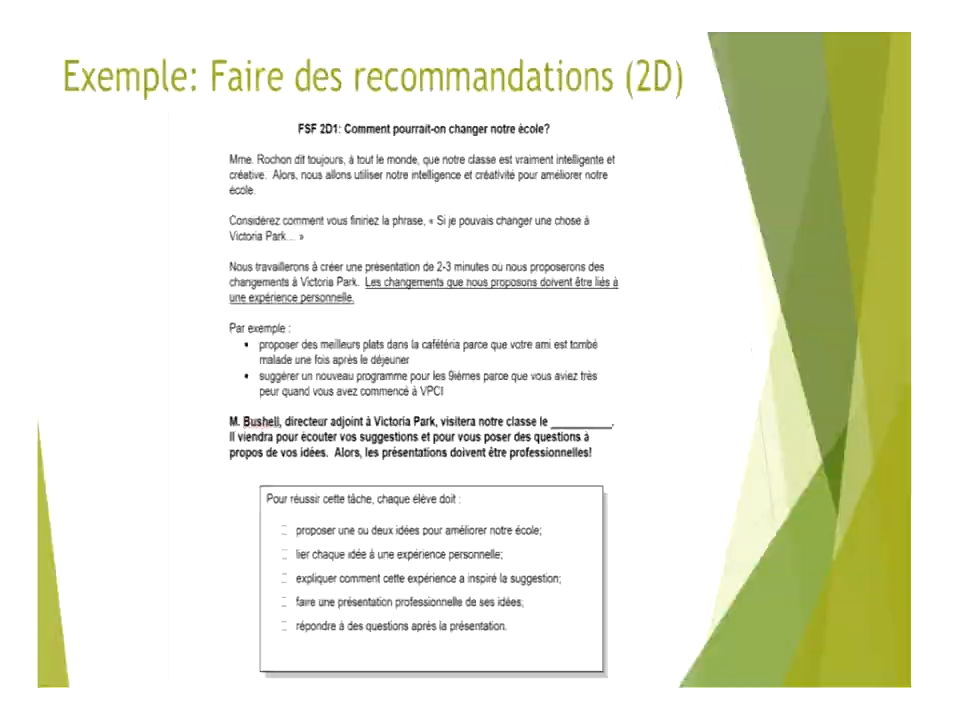 Exemple: Faire des recommandations (2D)
FSF 2D1: Comment pourrait-on changer notre école?
Mme. Rochon dit toujours, à tout le monde, que notre classe est vraiment intelligente et
créative. Alors, nous allons utiliser notre intelligence et créativité pour améliorer notre
école.
Considérez comment vous finiriez la phrase, « Si je pouvais changer une chose à
Victoria Park... »
Nous travaillerons à créer une présentation de 2-3 minutes ou nous proposerons des
changements à Victoria Park. Les changements que nous proposons doivent être liés à
une expérience personnelle.
Par exemple :
• proposer des meilleurs plats dans la cafétéria parce que votre ami est tombé
malade une fois après le déjeuner
• suggérer un nouveau programme pour les 9ièmes parce que vous aviez très
peur quand vous avez commencé à VPCI
M. Bushell, directeur adjoint à Victoria Park, visitera notre classe le __________.
Il viendra pour écouter vos suggestions et pour vous poser des questions à
propos de vos idées. Alors, les présentations doivent être professionnelles!
Pour réussir cette tâche, chaque élève doit :
proposer une ou deux idées pour améliorer notre école;
lier chaque idée à une expérience personnelle;
expliquer comment cette expérience a inspiré la suggestion;
faire une présentation professionnelle de ses idées;
répondre à des questions après la présentation.